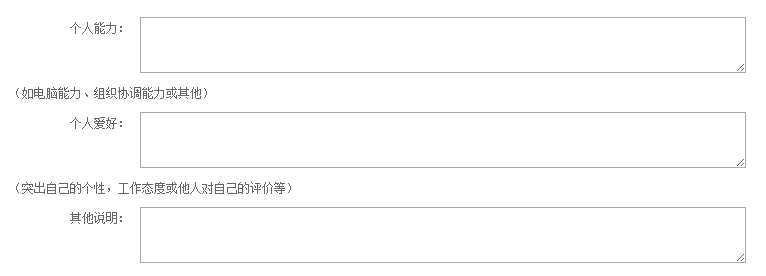 个人能力：
（如电脑能力、组织协调能力或其他）
个人爱好：
（突出自己的个性，工作态度或他人对自己的评价等）
其他说明：